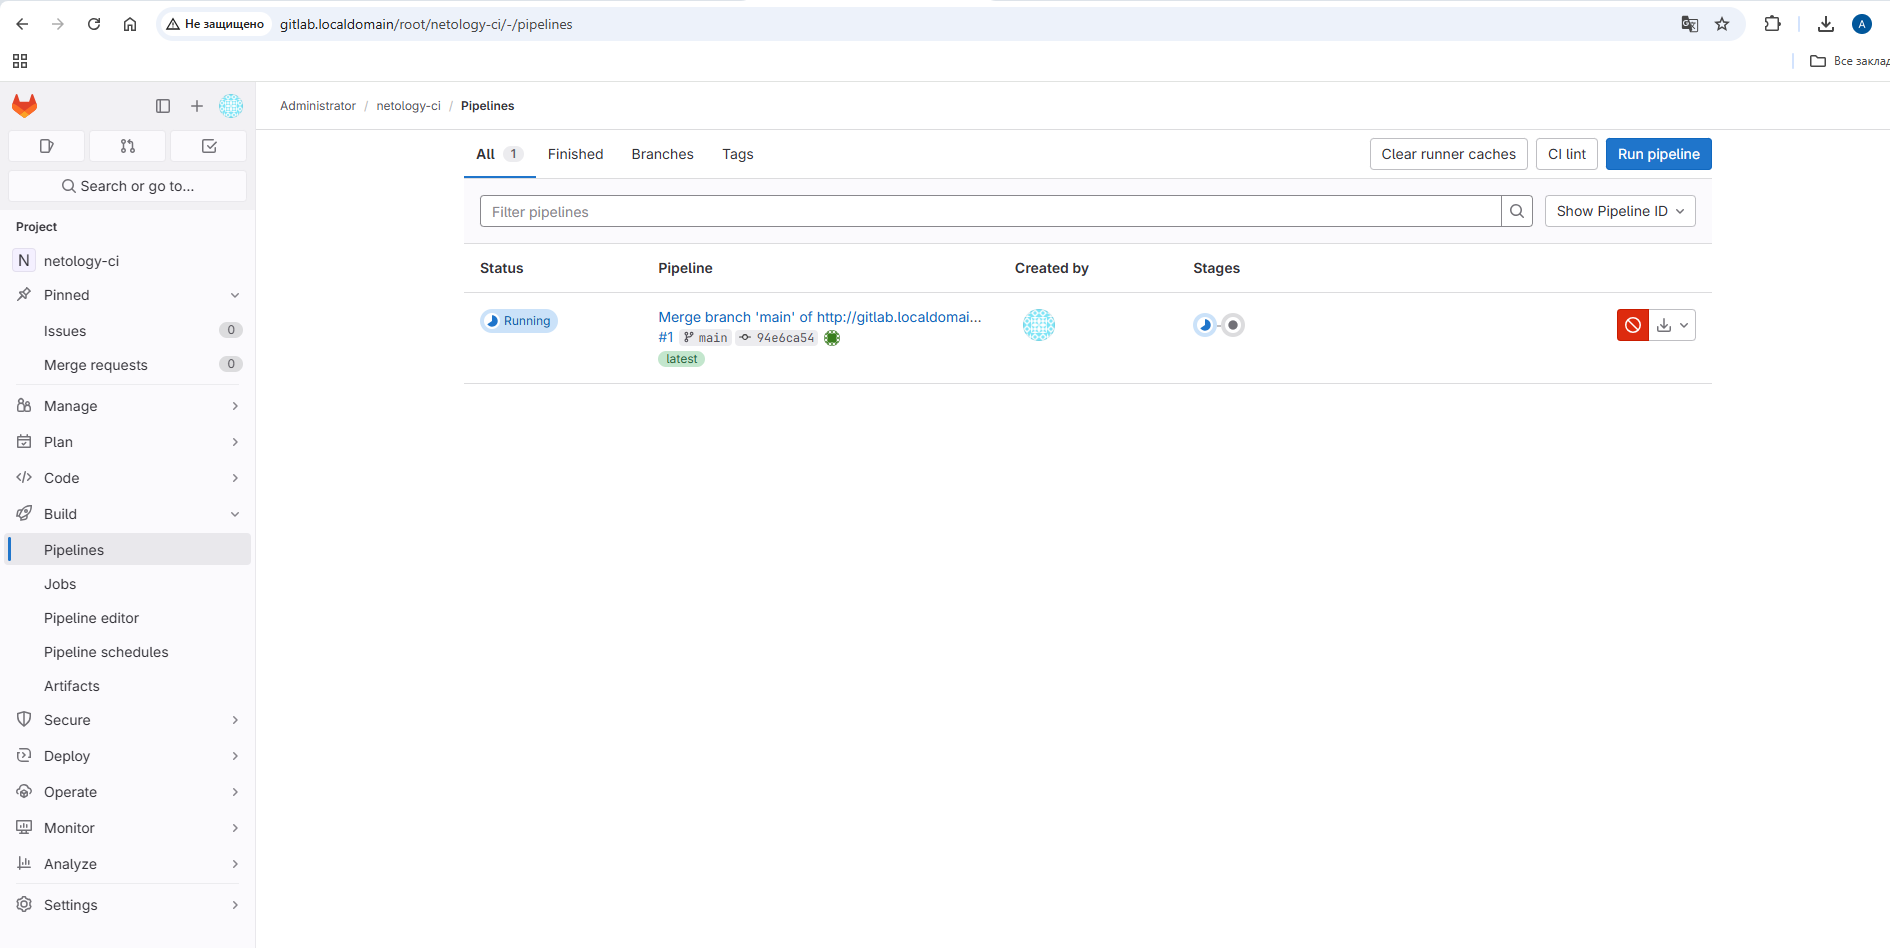 Не защищено
gitlab.localdomain/root/netology-ci/-/pipelines
A
Все заклад
Administrator / netology-ci / Pipelines
Search or go to...
Project
N netology-ci
Pinned
Issues 0
Merge requests 0
Manage
Plan
Code
Build
Pipelines
Jobs
Pipeline editor
Pipeline schedules
Artifacts
Secure
Deploy
Operate
Monitor
Analyze
Settings
All 1 Finished Branches Tags
Clear runner caches CI lint Run pipeline
Filter pipelines
Show Pipeline ID
Status Pipeline Created by Stages
Running
Merge branch 'main' of http://gitlab.localdomai...
#1 main 94e6ca54
latest